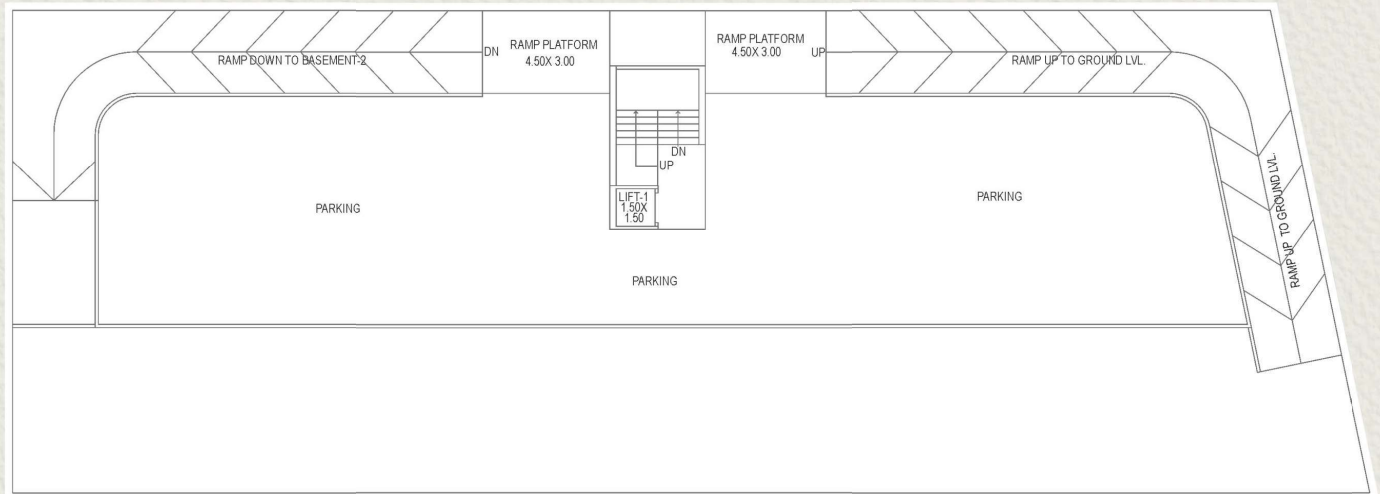 RAMP DOWN TO BASEMENT-2
DN
RAMP PLATFORM
4.50X 3.00
RAMP PLATFORM
4.50X 3.00
UP
RAMP UP TO GROUND LVL.
DN
UP
LIFT-1
1.50X
1.50
PARKING
PARKING
RAMP UP TO GROUND LVL.
PARKING